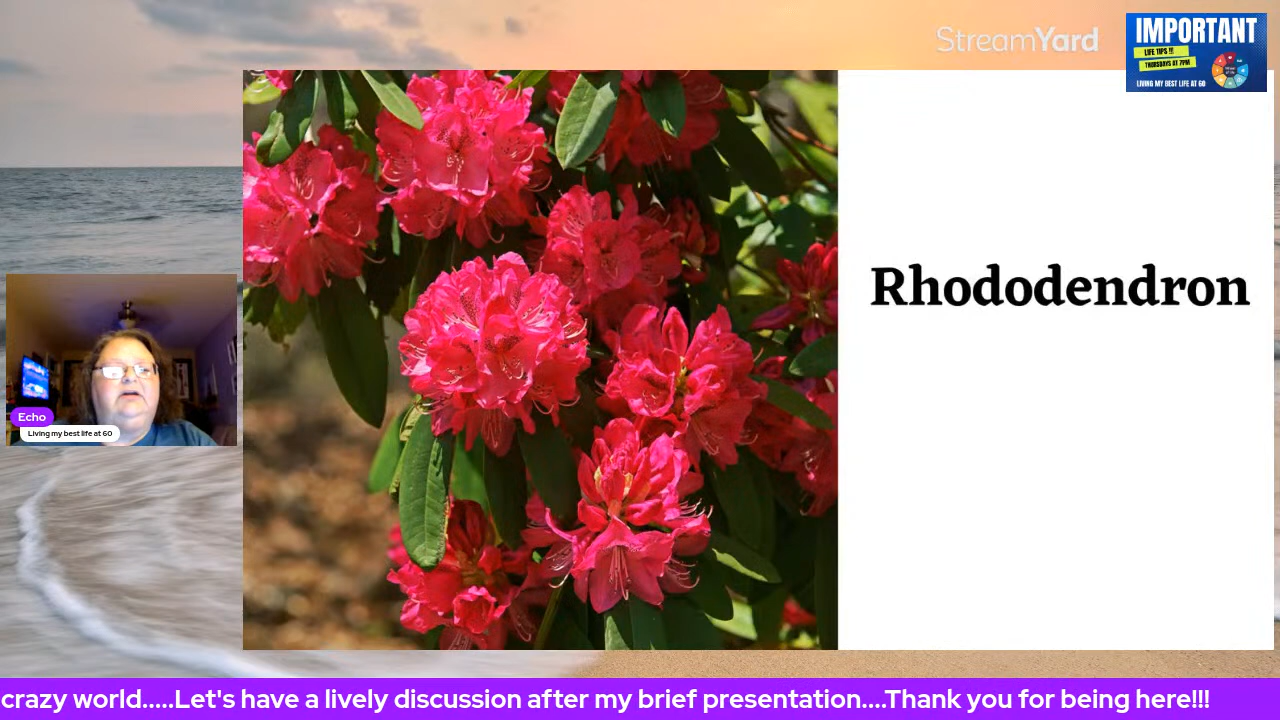 StreamYard
IMPORTANT
LIFE TIPS !!!
THURSDAYS AT 7PM
LIVING MY BEST LIFE AT 60
Rhododendron
Echo
Living my best life at 60
crazy world.....Let's have a lively discussion after my brief presentation....Thank you for being here!!!